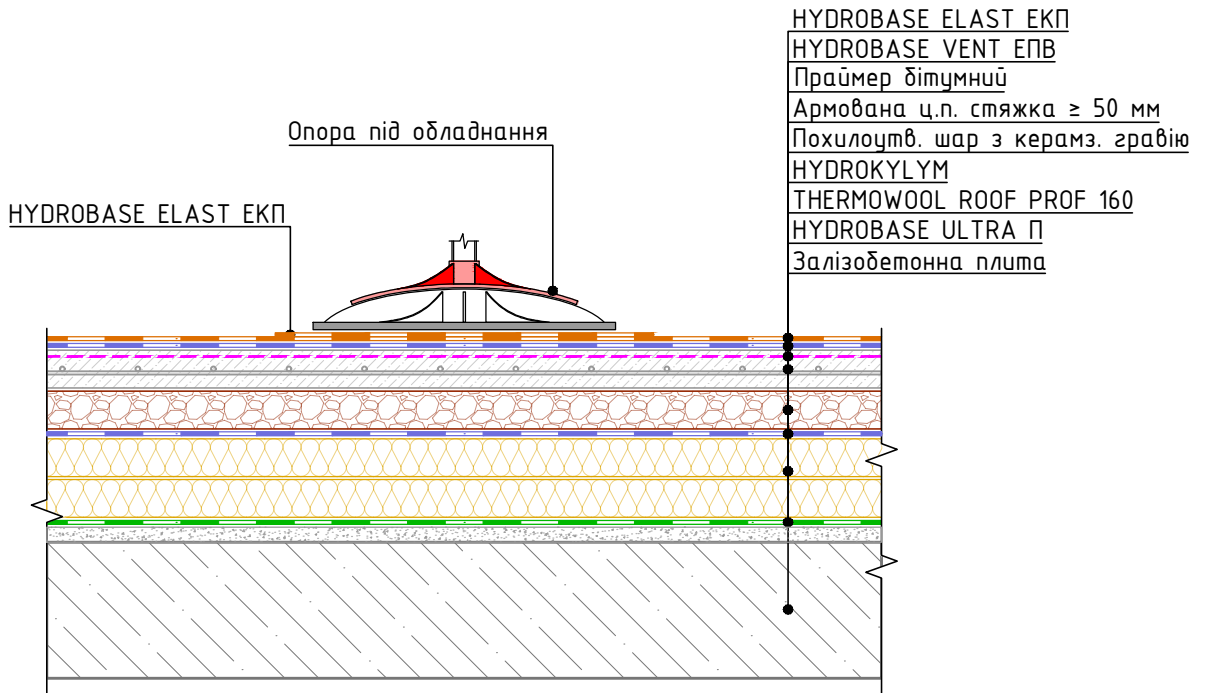 HYDROBASE ELAST ЕКП
HYDROBASE VENT ЕПВ
Праймер бітумний
Армована ц.п. стяжка ≥ 50 мм
Похилоутв. шар з керамз. гравію
HYDROKYLYM
THERMOWOOL ROOF PROF 160
HYDROBASE ULTRA П
Залізобетонна плита
Опора під обладнання
HYDROBASE ELAST ЕКП